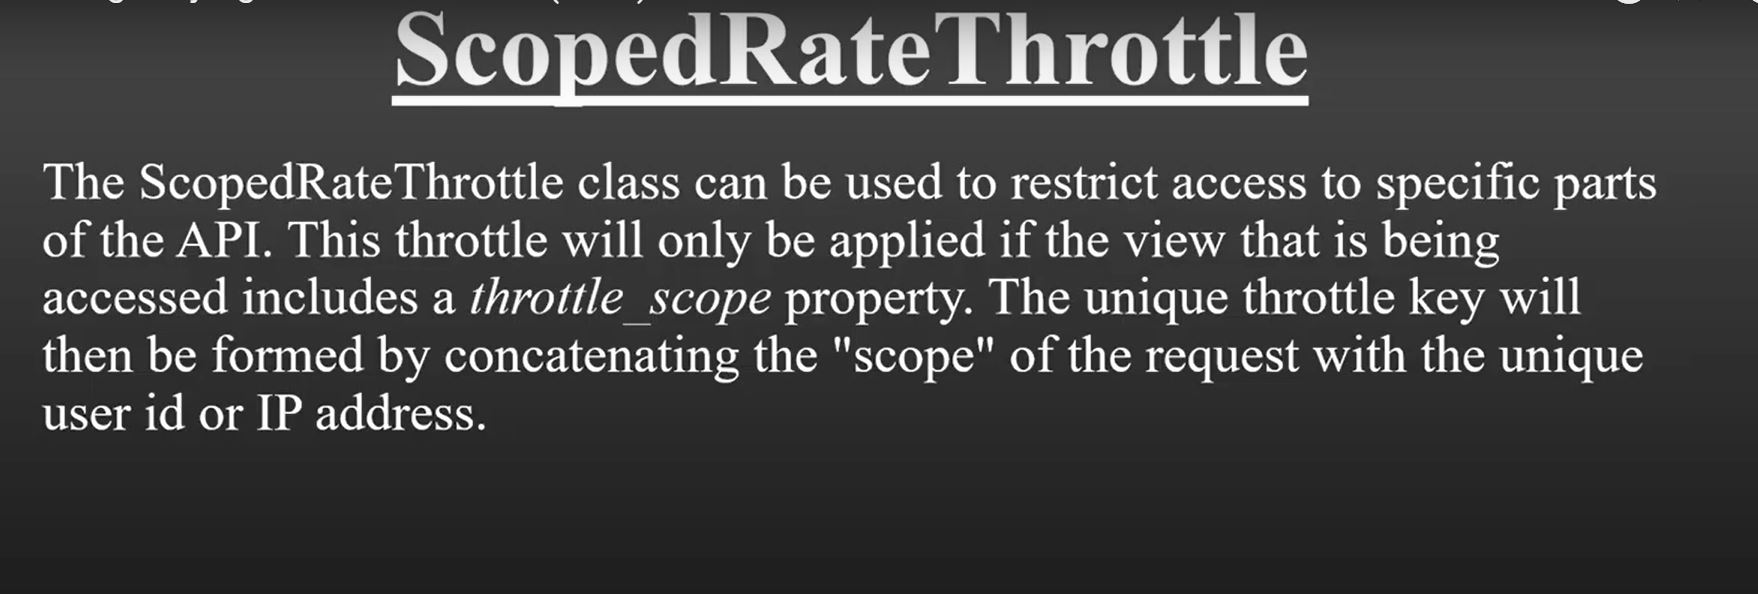 ScopedRateThrottle
The ScopedRateThrottle class can be used to restrict access to specific parts
of the API. This throttle will only be applied if the view that is being
accessed includes a throttle_scope property. The unique throttle key will
then be formed by concatenating the "scope" of the request with the unique
user id or IP address.